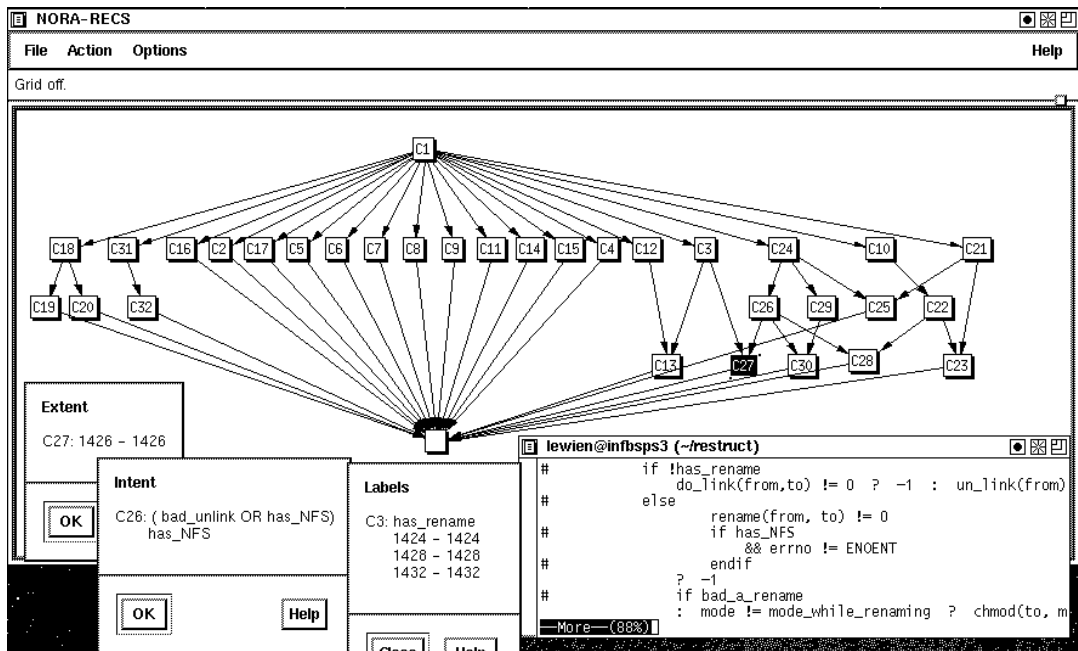 NORA-RECS
File Action Options Help
Grid off.
C1
C18 C31 C16 C2 C17 C5 C6 C7 C8 C9 C11 C14 C15 C4 C12 C3 C24 C10 C21
C19 C20 C32 C26 C29 C25 C22
C13 C27 C30 C28 C23
Extent
C27: 1426 - 1426
OK
Intent
C26: ( bad_unlink OR has_NFS)
has_NFS
OK Help
Labels
C3: has_rename
1424 - 1424
1428 - 1428
1432 - 1432
Close Help
lewien@infbsps3 (~/restruct)
# if !has_rename
do_link(from,to) != 0 ? -1 : un_link(from)
# else
rename(from, to) != 0
# if has_NFS
&& errno != ENOENT
# endif
? -1
# if bad_a_rename
: mode != mode_while_renaming ? chmod(to, m
--More--(88%)